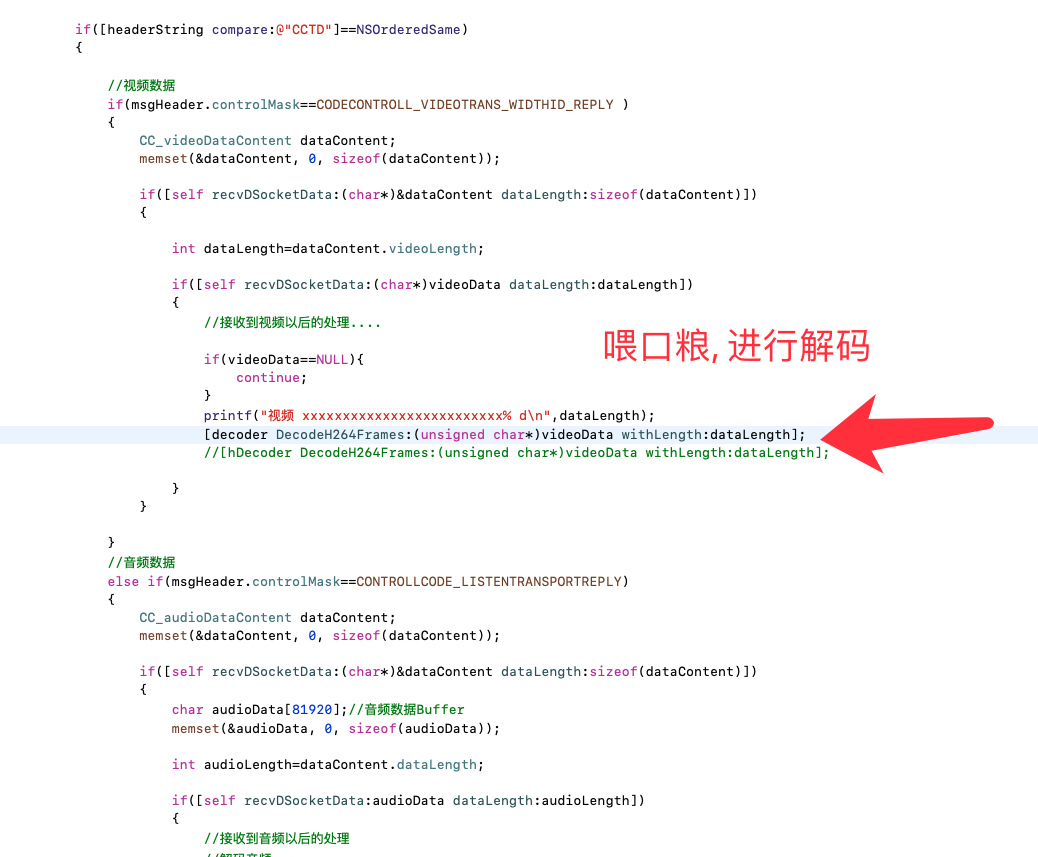 if([headerString compare:@"CCTD"]==NSOrderedSame)
{
//视频数据
if(msgHeader.controlMask==CODECONTROLL_VIDEOTRANS_WIDTHID_REPLY )
{
CC_videoDataContent dataContent;
memset(&dataContent, 0, sizeof(dataContent));
if([self recvDSocketData:(char*)&dataContent dataLength:sizeof(dataContent)])
{
int dataLength=dataContent.videoLength;
if([self recvDSocketData:(char*)videoData dataLength:dataLength])
{
//接收到视频以后的处理....
if(videoData==NULL){
continue;
}
喂口粮, 进行解码
printf("视频 xxxxxxxxxxxxxxxxxxxxxxxxx% d\n",dataLength);
[decoder DecodeH264Frames:(unsigned char*)videoData withLength:dataLength];
//[hDecoder DecodeH264Frames:(unsigned char*)videoData withLength:dataLength];
}
}
}
//音频数据
else if(msgHeader.controlMask==CONTROLLCODE_LISTENTRANSPORTREPLY)
{
CC_audioDataContent dataContent;
memset(&dataContent, 0, sizeof(dataContent));
if([self recvDSocketData:(char*)&dataContent dataLength:sizeof(dataContent)])
{
char audioData[81920];//音频数据Buffer
memset(&audioData, 0, sizeof(audioData));
int audioLength=dataContent.dataLength;
if([self recvDSocketData:audioData dataLength:audioLength])
{
//接收到音频以后的处理
//解码音频